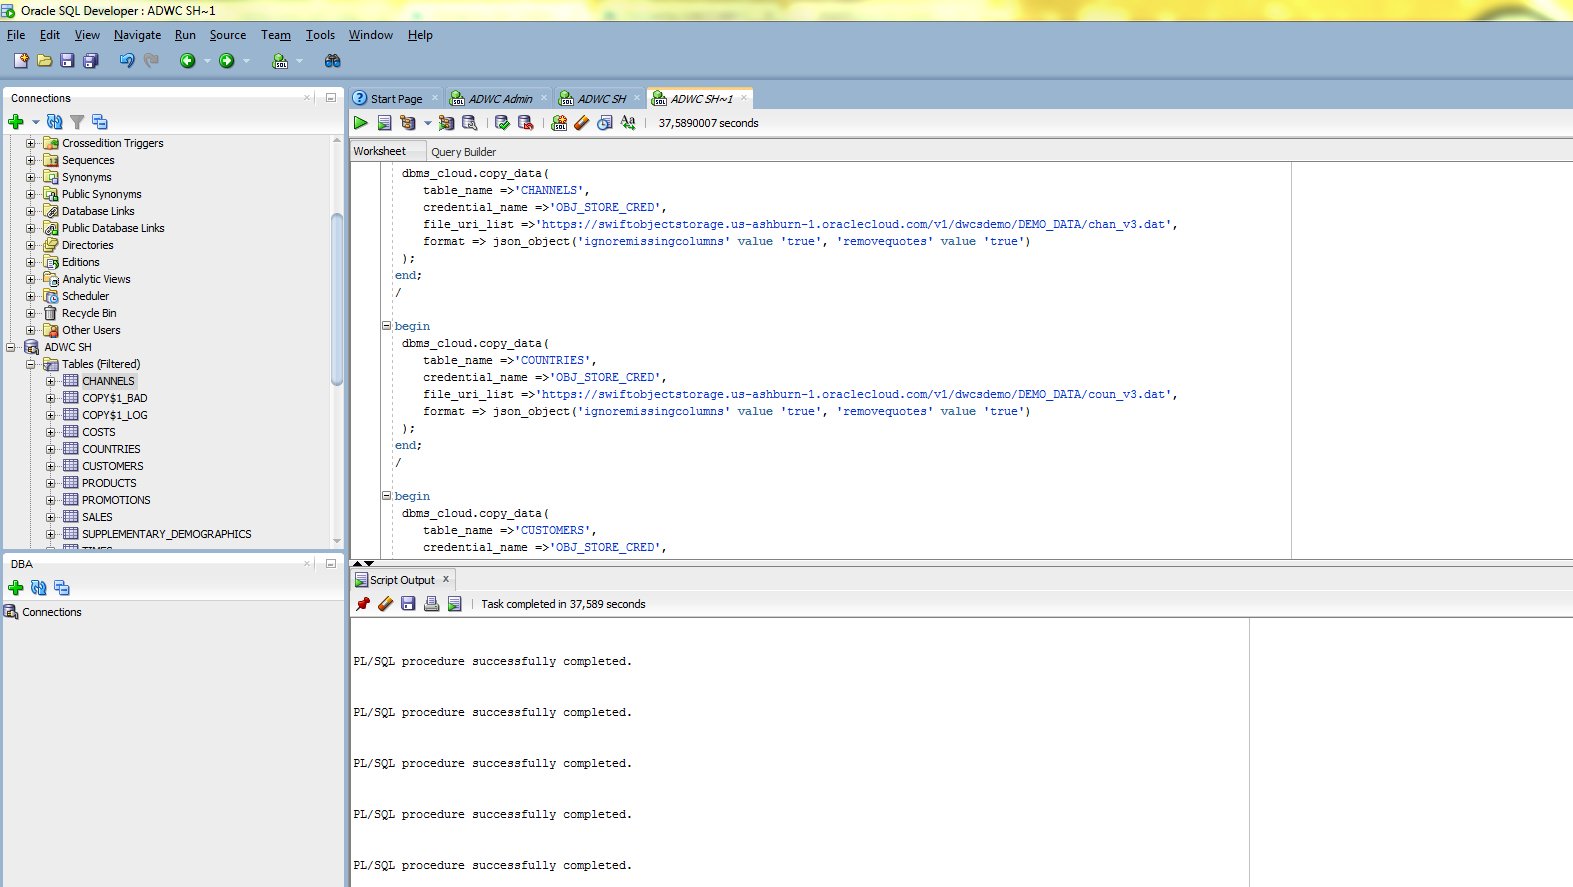 Oracle SQL Developer : ADWC SH~1
File Edit View Navigate Run Source Team Tools Window Help
Connections
Crossedition Triggers
Sequences
Synonyms
Public Synonyms
Database Links
Public Database Links
Directories
Editions
Analytic Views
Scheduler
Recycle Bin
Other Users
ADWC SH
Tables (Filtered)
CHANNELS
COPY$1_BAD
COPY$1_LOG
COSTS
COUNTRIES
CUSTOMERS
PRODUCTS
PROMOTIONS
SALES
SUPPLEMENTARY_DEMOGRAPHICS
TIMES
DBA
Connections
Start Page ADWC Admin ADWC SH ADWC SH~1
37,5890007 seconds
Worksheet Query Builder
dbms_cloud.copy_data(
table_name =>'CHANNELS',
credential_name =>'OBJ_STORE_CRED',
file_uri_list =>'https://swiftobjectstorage.us-ashburn-1.oraclecloud.com/v1/dwcsdemo/DEMO_DATA/chan_v3.dat',
format => json_object('ignoremissingcolumns' value 'true', 'removequotes' value 'true')
);
end;
/
begin
dbms_cloud.copy_data(
table_name =>'COUNTRIES',
credential_name =>'OBJ_STORE_CRED',
file_uri_list =>'https://swiftobjectstorage.us-ashburn-1.oraclecloud.com/v1/dwcsdemo/DEMO_DATA/coun_v3.dat',
format => json_object('ignoremissingcolumns' value 'true', 'removequotes' value 'true')
);
end;
/
begin
dbms_cloud.copy_data(
table_name =>'CUSTOMERS',
credential_name =>'OBJ_STORE_CRED',
Script Output
Task completed in 37,589 seconds
PL/SQL procedure successfully completed.
PL/SQL procedure successfully completed.
PL/SQL procedure successfully completed.
PL/SQL procedure successfully completed.
PL/SQL procedure successfully completed.